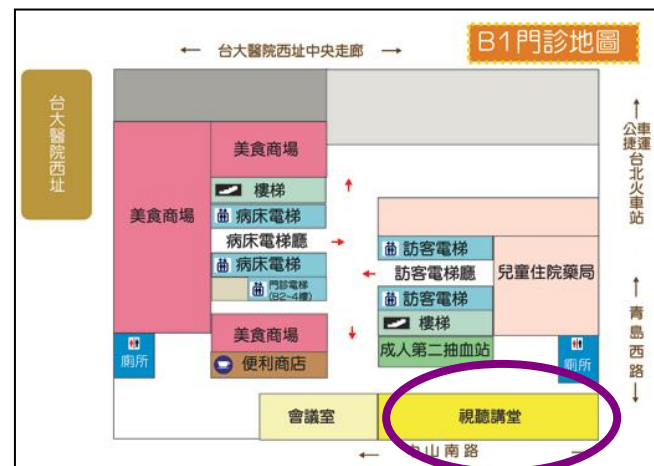 B1門診地圖
← 台大醫院西址中央走廊 →
台大醫院西址
美食商場
樓梯
病床電梯
病床電梯廳
病床電梯
門診電梯
(B2~4樓)
美食商場
美食商場
便利商店
廁所
訪客電梯
訪客電梯廳
訪客電梯
樓梯
成人第二抽血站
兒童住院藥局
廁所
會議室
視聽講堂
← 中山南路 →
← 公車捷運台北火車站 →
← 青島西路 →